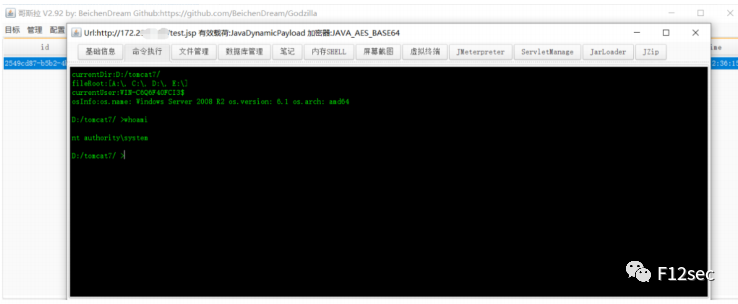 哥斯拉 V2.92 by: BeichenDream Github:https://github.com/BeichenDream/Godzilla
目标 管理 配置
id
2549cd87-b5b2-4
Url:http://172.2 /test.jsp 有效载荷:JavaDynamicPayload 加密器:JAVA_AES_BASE64
基础信息 命令执行 文件管理 数据库管理 笔记 内存SHELL 屏幕截图 虚拟终端 JMeterpreter ServletManage JarLoader JZip
currentDir:D:/tomcat7/
fileRoot:[A:\, C:\, D:\, E:\]
currentUser:WIN-C6Q6F4OFCI3$
osInfo:os.name: Windows Server 2008 R2 os.version: 6.1 os.arch: amd64
D:/tomcat7/ >whoami
nt authority\system
D:/tomcat7/ >
F12sec